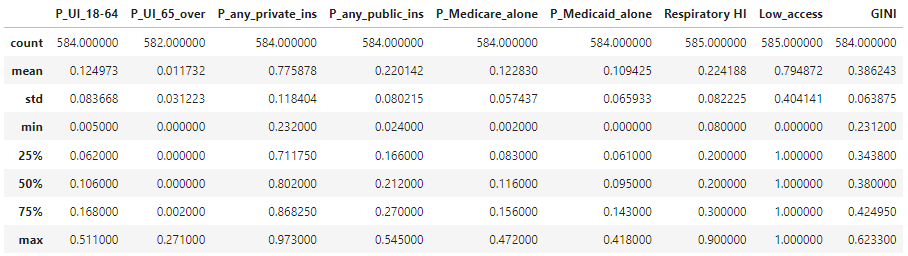 P_UI_18-64 P_UI_65_over P_any_private_ins P_any_public_ins P_Medicare_alone P_Medicaid_alone Respiratory HI Low_access GINI
count 584.000000 582.000000 584.000000 584.000000 584.000000 584.000000 585.000000 585.000000 584.000000
mean 0.124973 0.011732 0.775878 0.220142 0.122830 0.109425 0.224188 0.794872 0.386243
std 0.083668 0.031223 0.118404 0.080215 0.057437 0.065933 0.082225 0.404141 0.063875
min 0.005000 0.000000 0.232000 0.024000 0.002000 0.000000 0.080000 0.000000 0.231200
25% 0.062000 0.000000 0.711750 0.166000 0.083000 0.061000 0.200000 1.000000 0.343800
50% 0.106000 0.000000 0.802000 0.212000 0.116000 0.095000 0.200000 1.000000 0.380000
75% 0.168000 0.002000 0.868250 0.270000 0.156000 0.143000 0.300000 1.000000 0.424950
max 0.511000 0.271000 0.973000 0.545000 0.472000 0.418000 0.900000 1.000000 0.623300